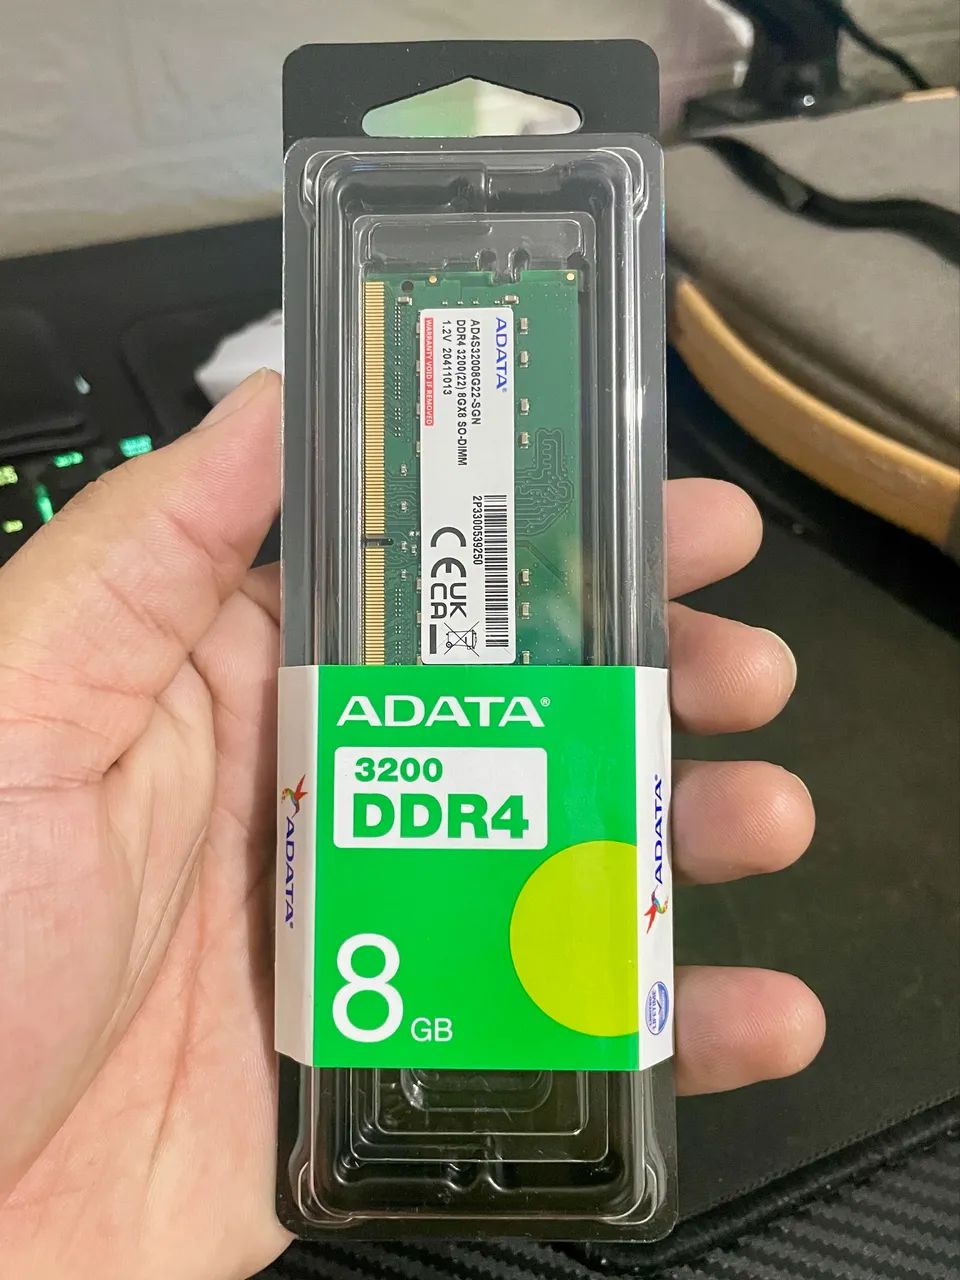 ADATA®
AD4S32008G22-SGN
DDR4 3200(22) 8GX8 SO-DIMM
1.2V 20411013
WARRANTY VOID IF REMOVED
2P3300539250
CE
UK
CA
ADATA®
3200
DDR4
8 GB
ADATA®
ADATA®